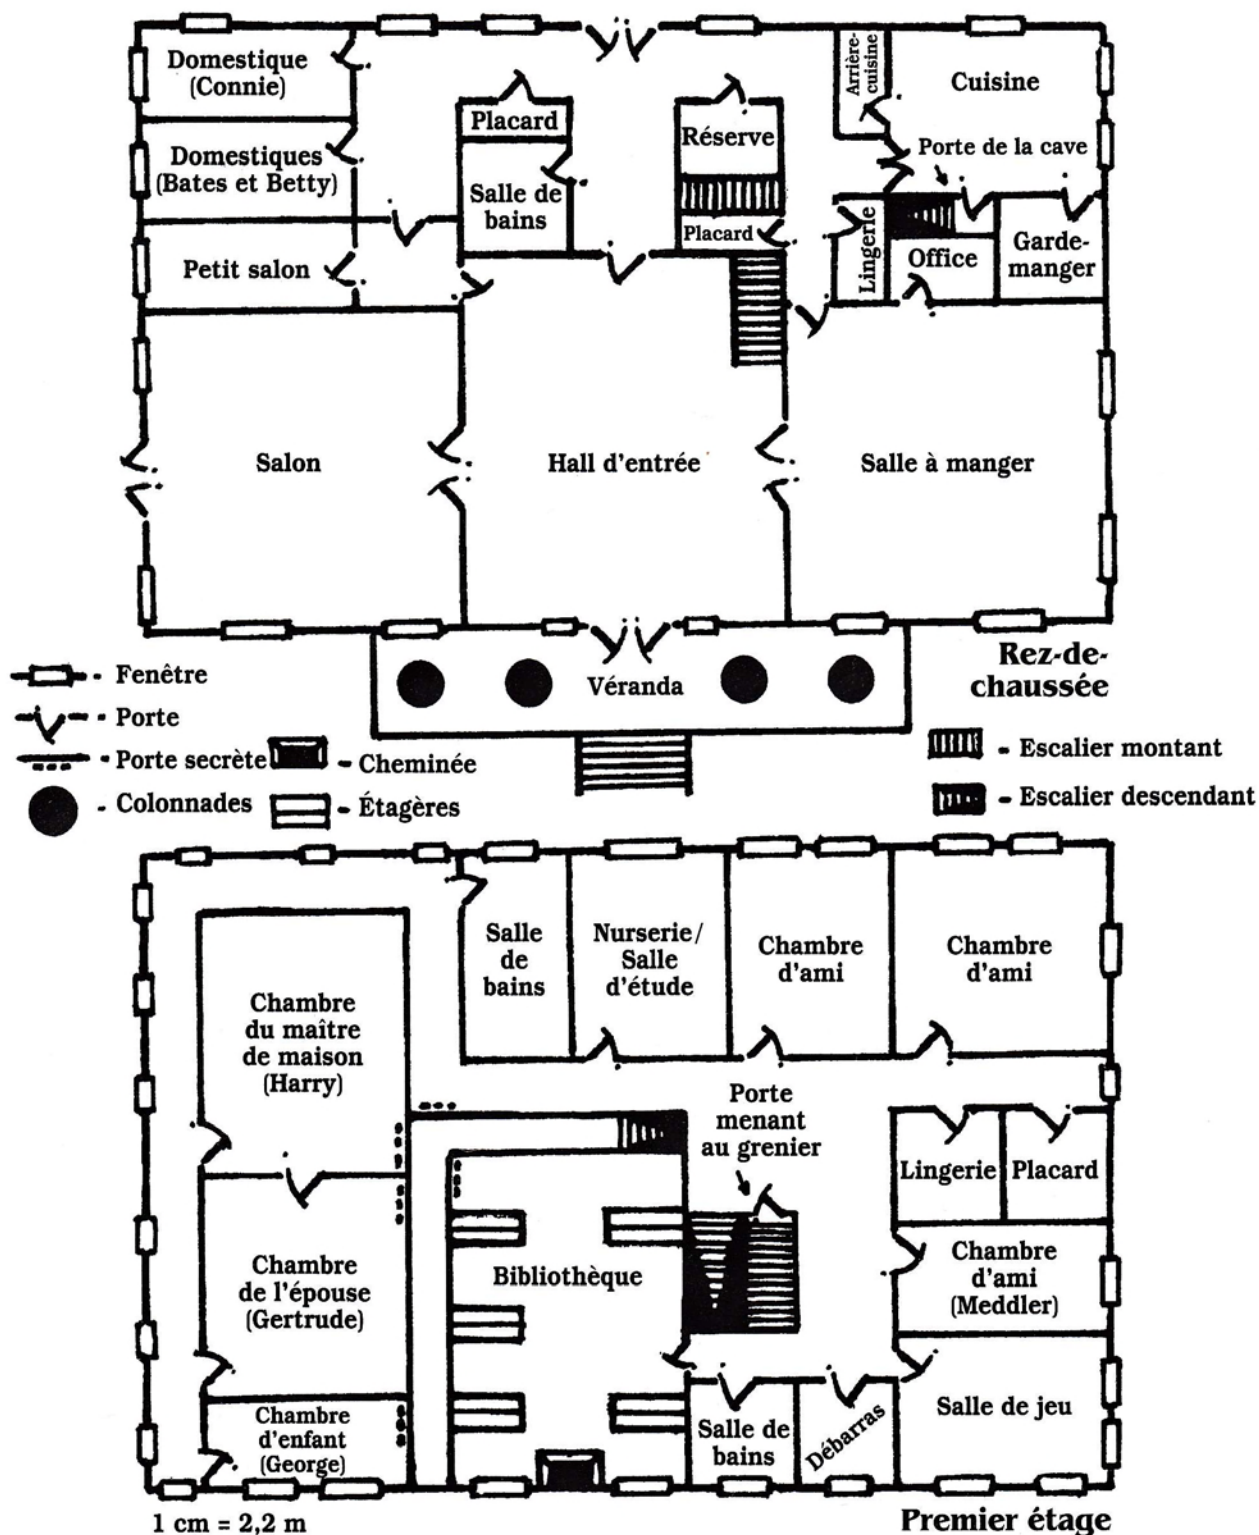 Domestique
(Connie)
Domestiques
(Bates et Betty)
Petit salon
Placard
Salle de
bains
Réserve
Placard
Arrière-
cuisine
Cuisine
Porte de la cave
Lingerie
Office
Garde-
manger
Salon
Hall d'entrée
Salle à manger
Véranda
Rez-de-
chaussée
- Fenêtre
- Porte
- Porte secrète
- Colonnades
- Cheminée
- Étagères
- Escalier montant
- Escalier descendant
Salle
de
bains
Nurserie/
Salle
d'étude
Chambre
d'ami
Chambre
d'ami
Chambre
du maître
de maison
(Harry)
Porte
menant
au grenier
Lingerie
Placard
Chambre
de l'épouse
(Gertrude)
Bibliothèque
Chambre
d'ami
(Meddler)
Chambre
d'enfant
(George)
Salle de
bains
Débarras
Salle de jeu
1 cm = 2,2 m
Premier étage